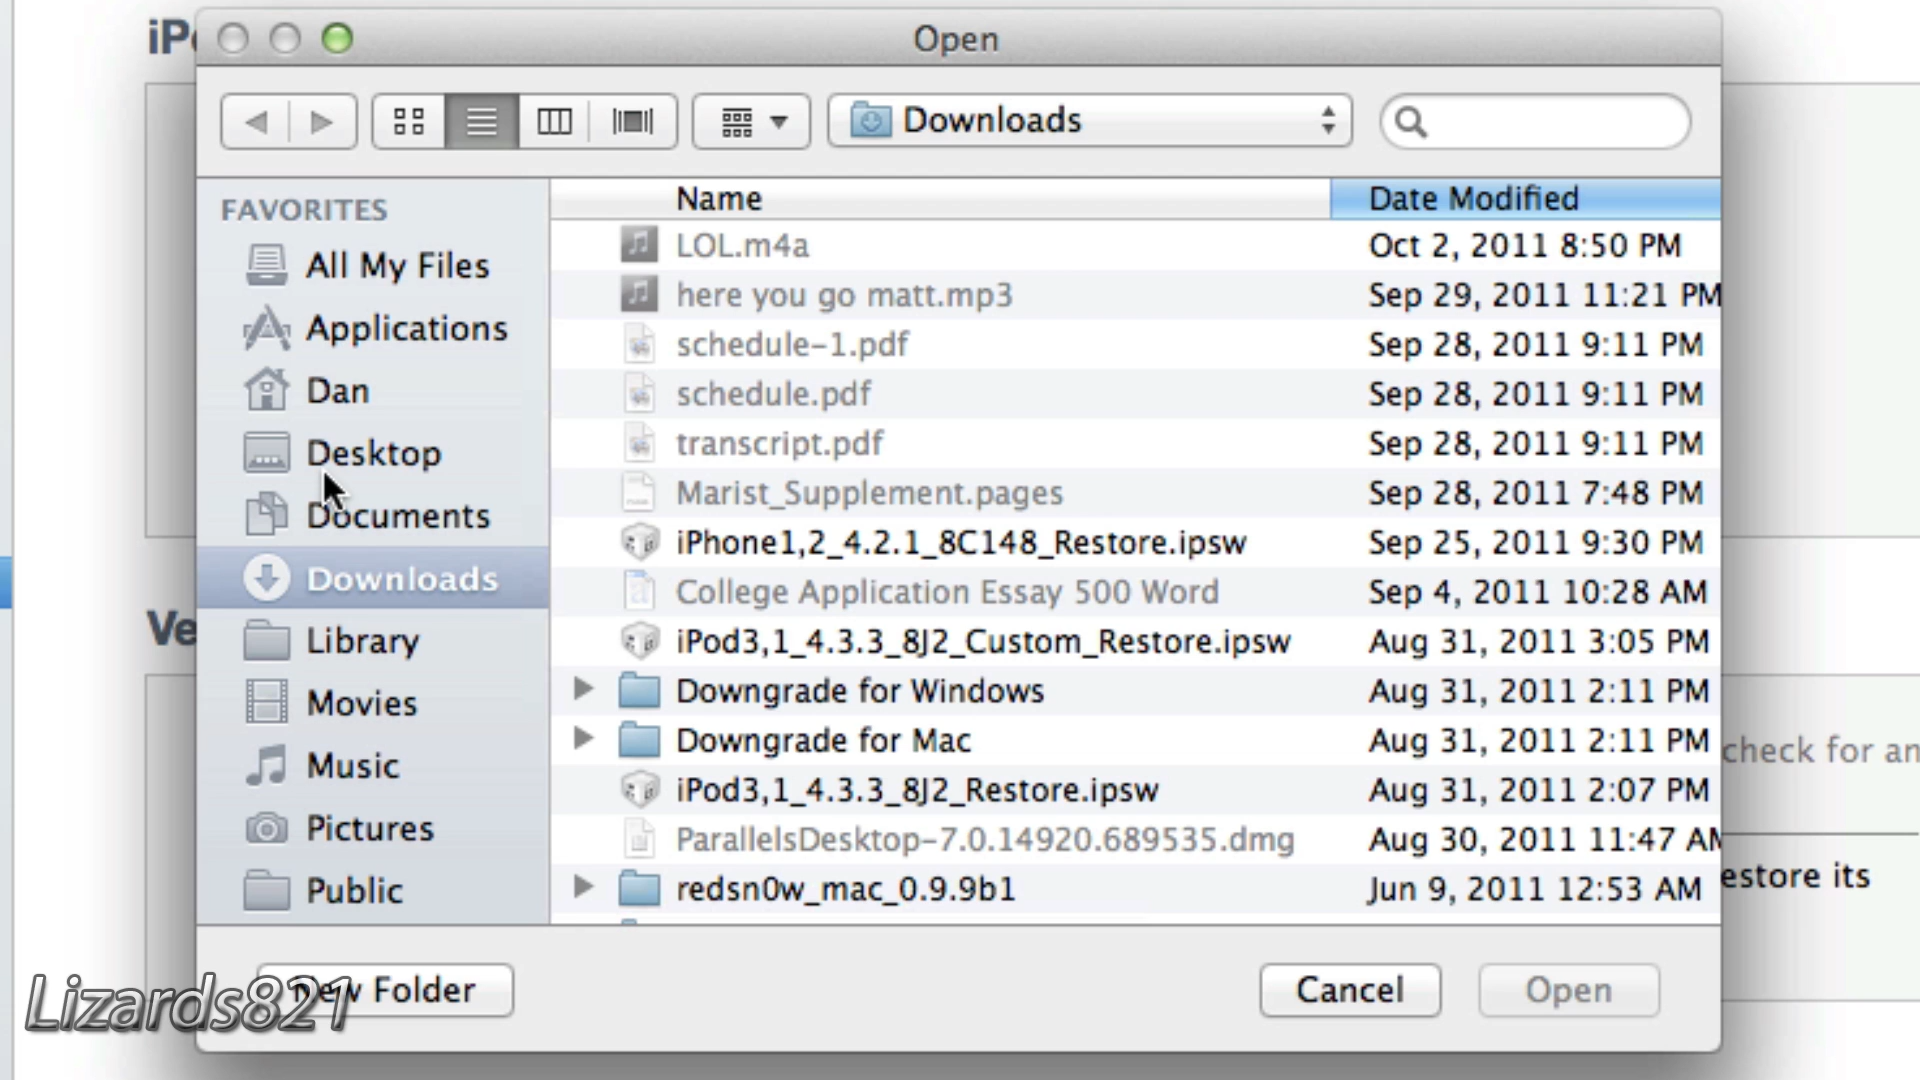 iP
Open
Downloads
FAVORITES
All My Files
Applications
Dan
Desktop
Documents
Downloads
Library
Movies
Music
Pictures
Public
Name Date Modified
LOL.m4a Oct 2, 2011 8:50 PM
here you go matt.mp3 Sep 29, 2011 11:21 PM
schedule-1.pdf Sep 28, 2011 9:11 PM
schedule.pdf Sep 28, 2011 9:11 PM
transcript.pdf Sep 28, 2011 9:11 PM
Marist_Supplement.pages Sep 28, 2011 7:48 PM
iPhone1,2_4.2.1_8C148_Restore.ipsw Sep 25, 2011 9:30 PM
College Application Essay 500 Word Sep 4, 2011 10:28 AM
iPod3,1_4.3.3_8J2_Custom_Restore.ipsw Aug 31, 2011 3:05 PM
Downgrade for Windows Aug 31, 2011 2:11 PM
Downgrade for Mac Aug 31, 2011 2:11 PM
iPod3,1_4.3.3_8J2_Restore.ipsw Aug 31, 2011 2:07 PM
ParallelsDesktop-7.0.14920.689535.dmg Aug 30, 2011 11:47 AM
redsn0w_mac_0.9.9b1 Jun 9, 2011 12:53 AM
Ve
check for an
estore its
New Folder
Cancel
Open
Lizards821